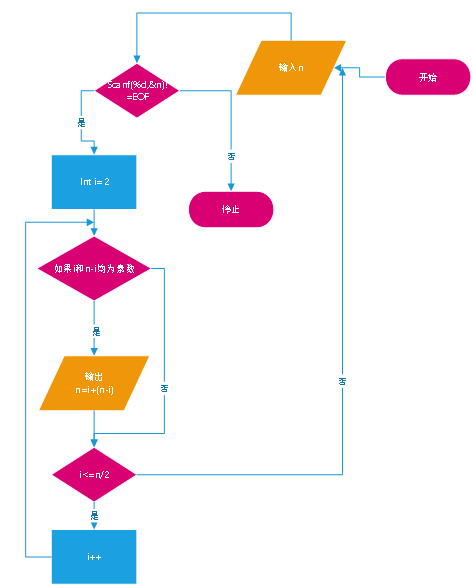 开始
输入n
Scanf(%d,&n)!
=EOF
是
否
Int i= 2
停止
如果i和n-i均为素数
是
否
输出
n=i+(n-i)
否
i<=n/2
是
i++